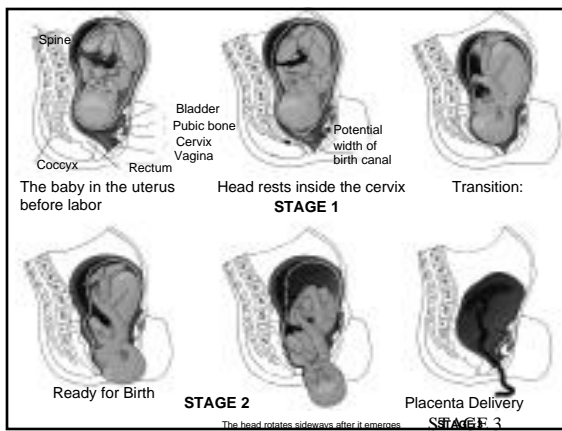 Spine
Bladder
Pubic bone
Cervix
Vagina
Coccyx
Rectum
Potential
width of
birth canal
The baby in the uterus
before labor
Head rests inside the cervix
STAGE 1
Transition:
Ready for Birth
STAGE 2
The head rotates sideways after it emerges
Placenta Delivery
STAGE 3